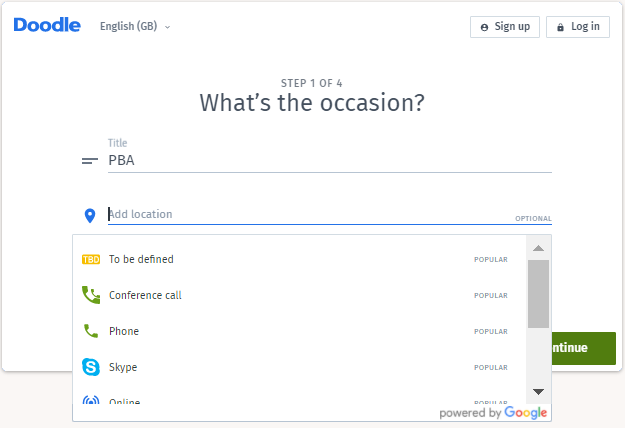 Doodle English (GB) Sign up Log in
STEP 1 OF 4
What's the occasion?
Title
PBA
Add location
OPTIONAL
TBD To be defined POPULAR
Conference call POPULAR
Phone POPULAR
Skype POPULAR
Online POPULAR
ntinue
powered by Google